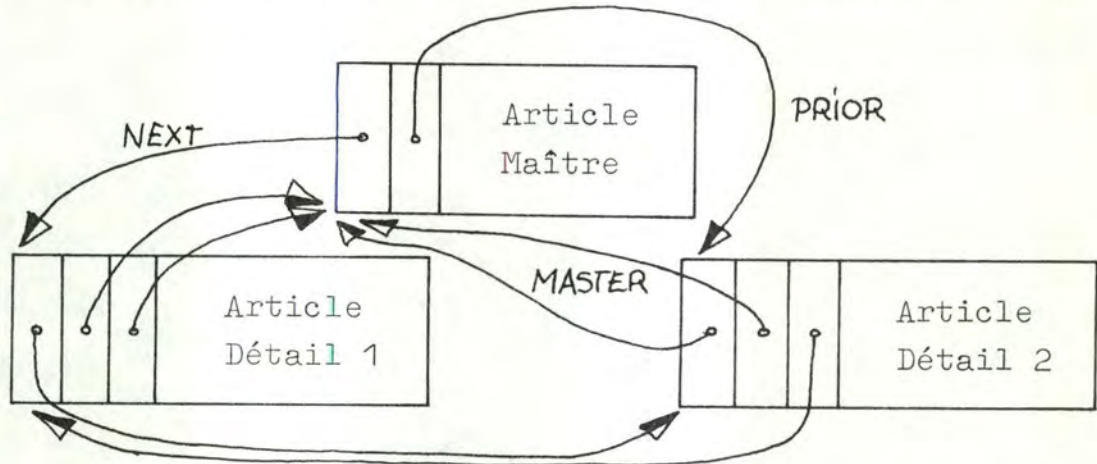 NEXT
Article
Maître
PRIOR
MASTER
Article
Détail 1
Article
Détail 2